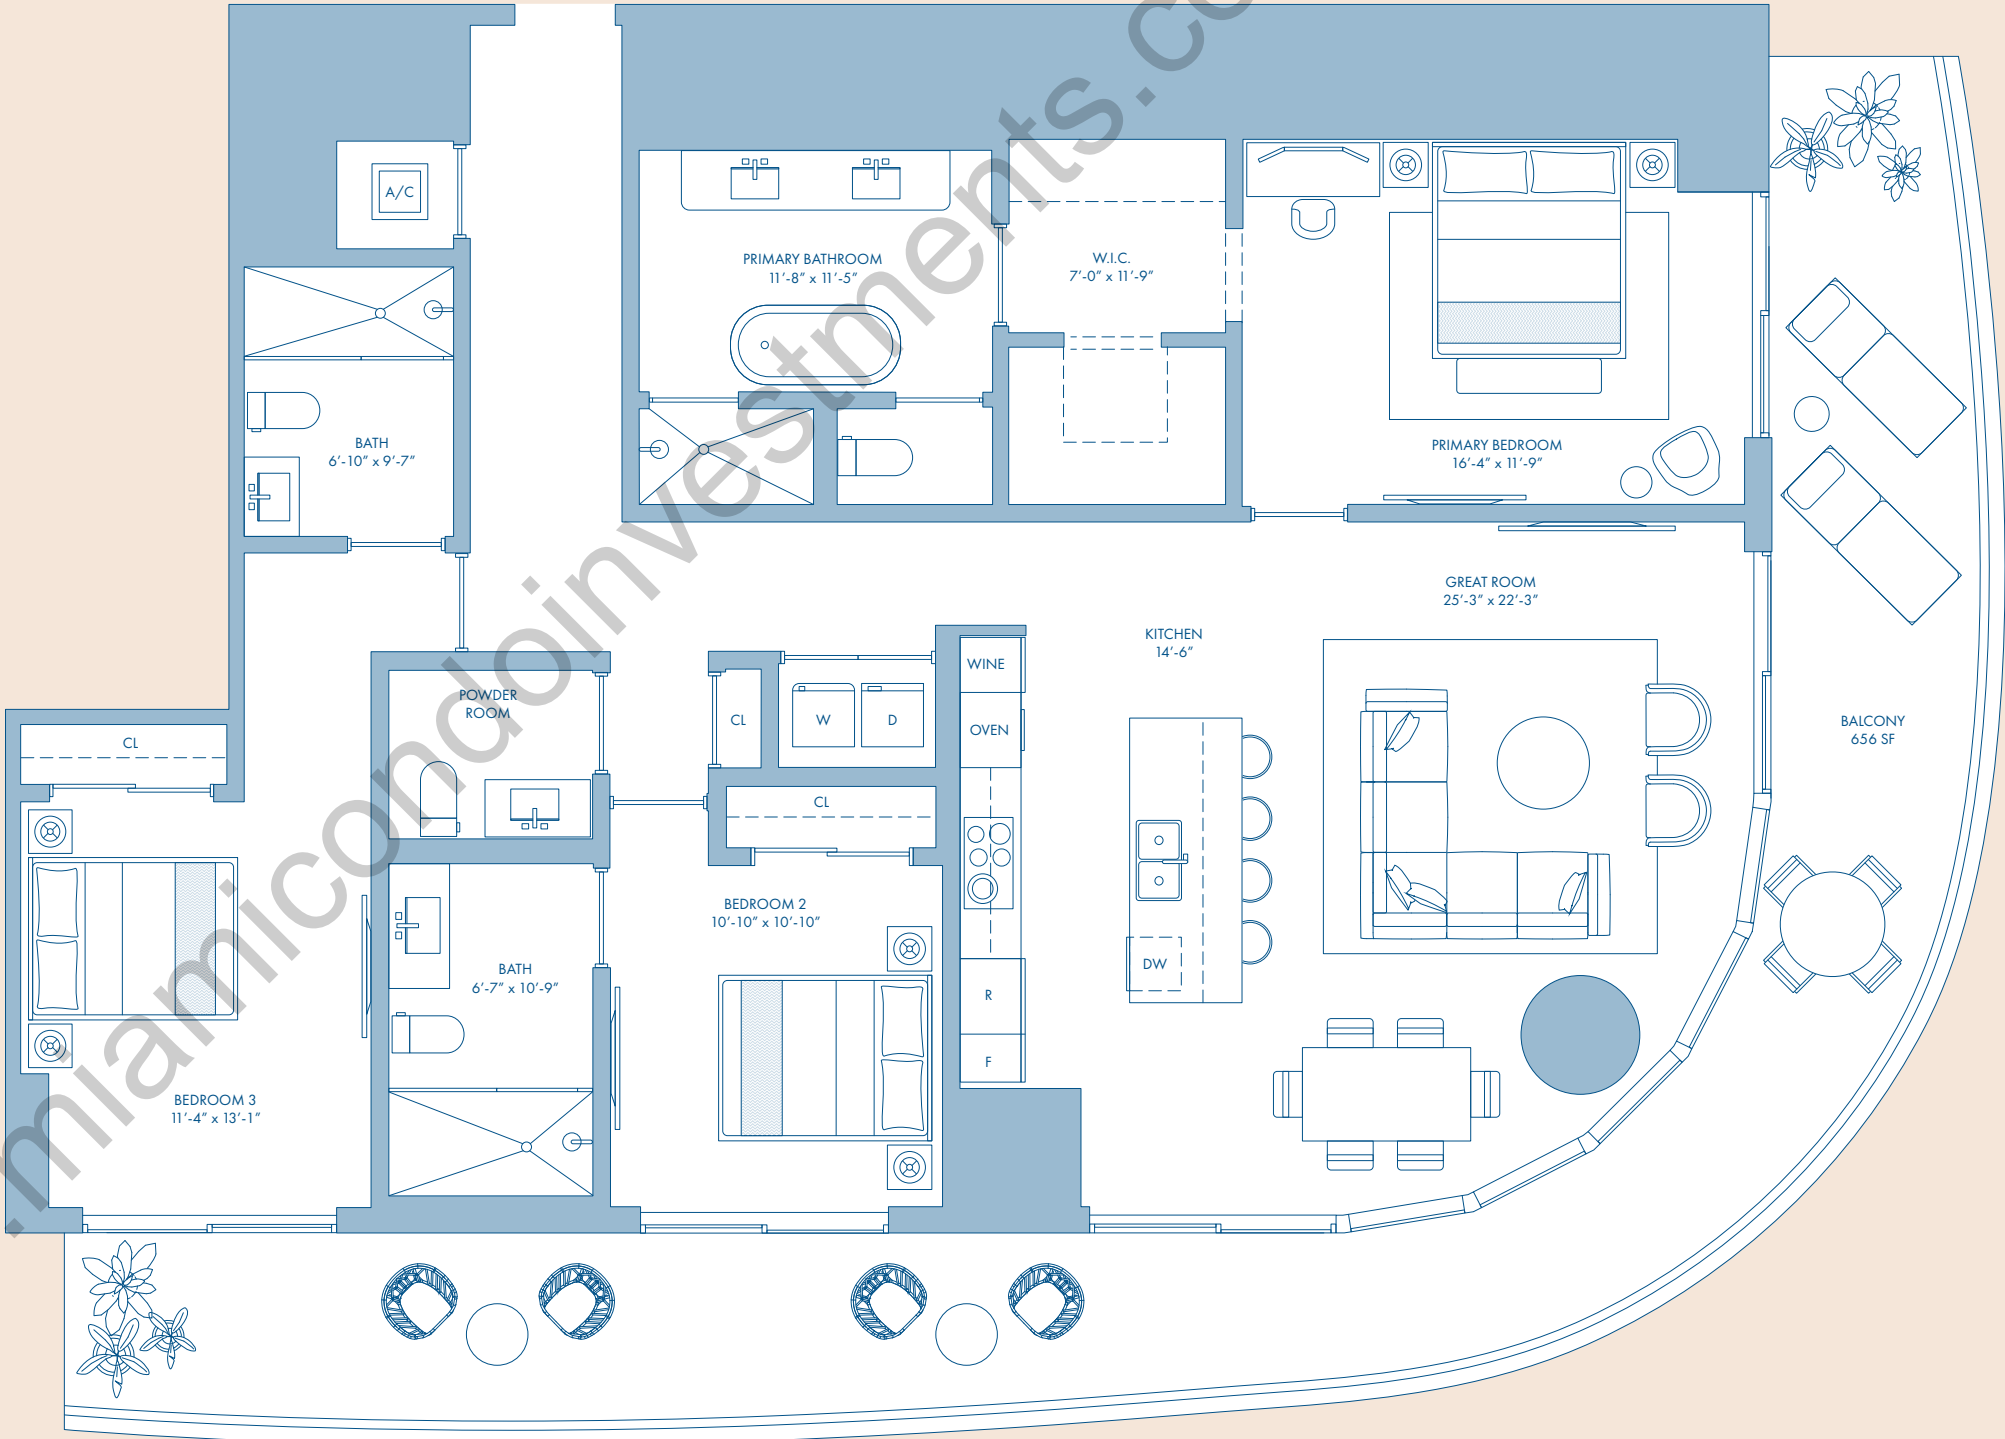 A/C
PRIMARY BATHROOM
11'-8" x 11'-5"
W.I.C.
7'-0" x 11'-9"
BATH
6'-10" x 9'-7"
PRIMARY BEDROOM
16'-4" x 11'-9"
GREAT ROOM
25'-3" x 22'-3"
KITCHEN
14'-6"
WINE
OVEN
POWDER
ROOM
CL
W
D
CL
BALCONY
656 SF
CL
BEDROOM 2
10'-10" x 10'-10"
BATH
6'-7" x 10'-9"
DW
R
F
BEDROOM 3
11'-4" x 13'-1"
.miamicondoinvestments.co